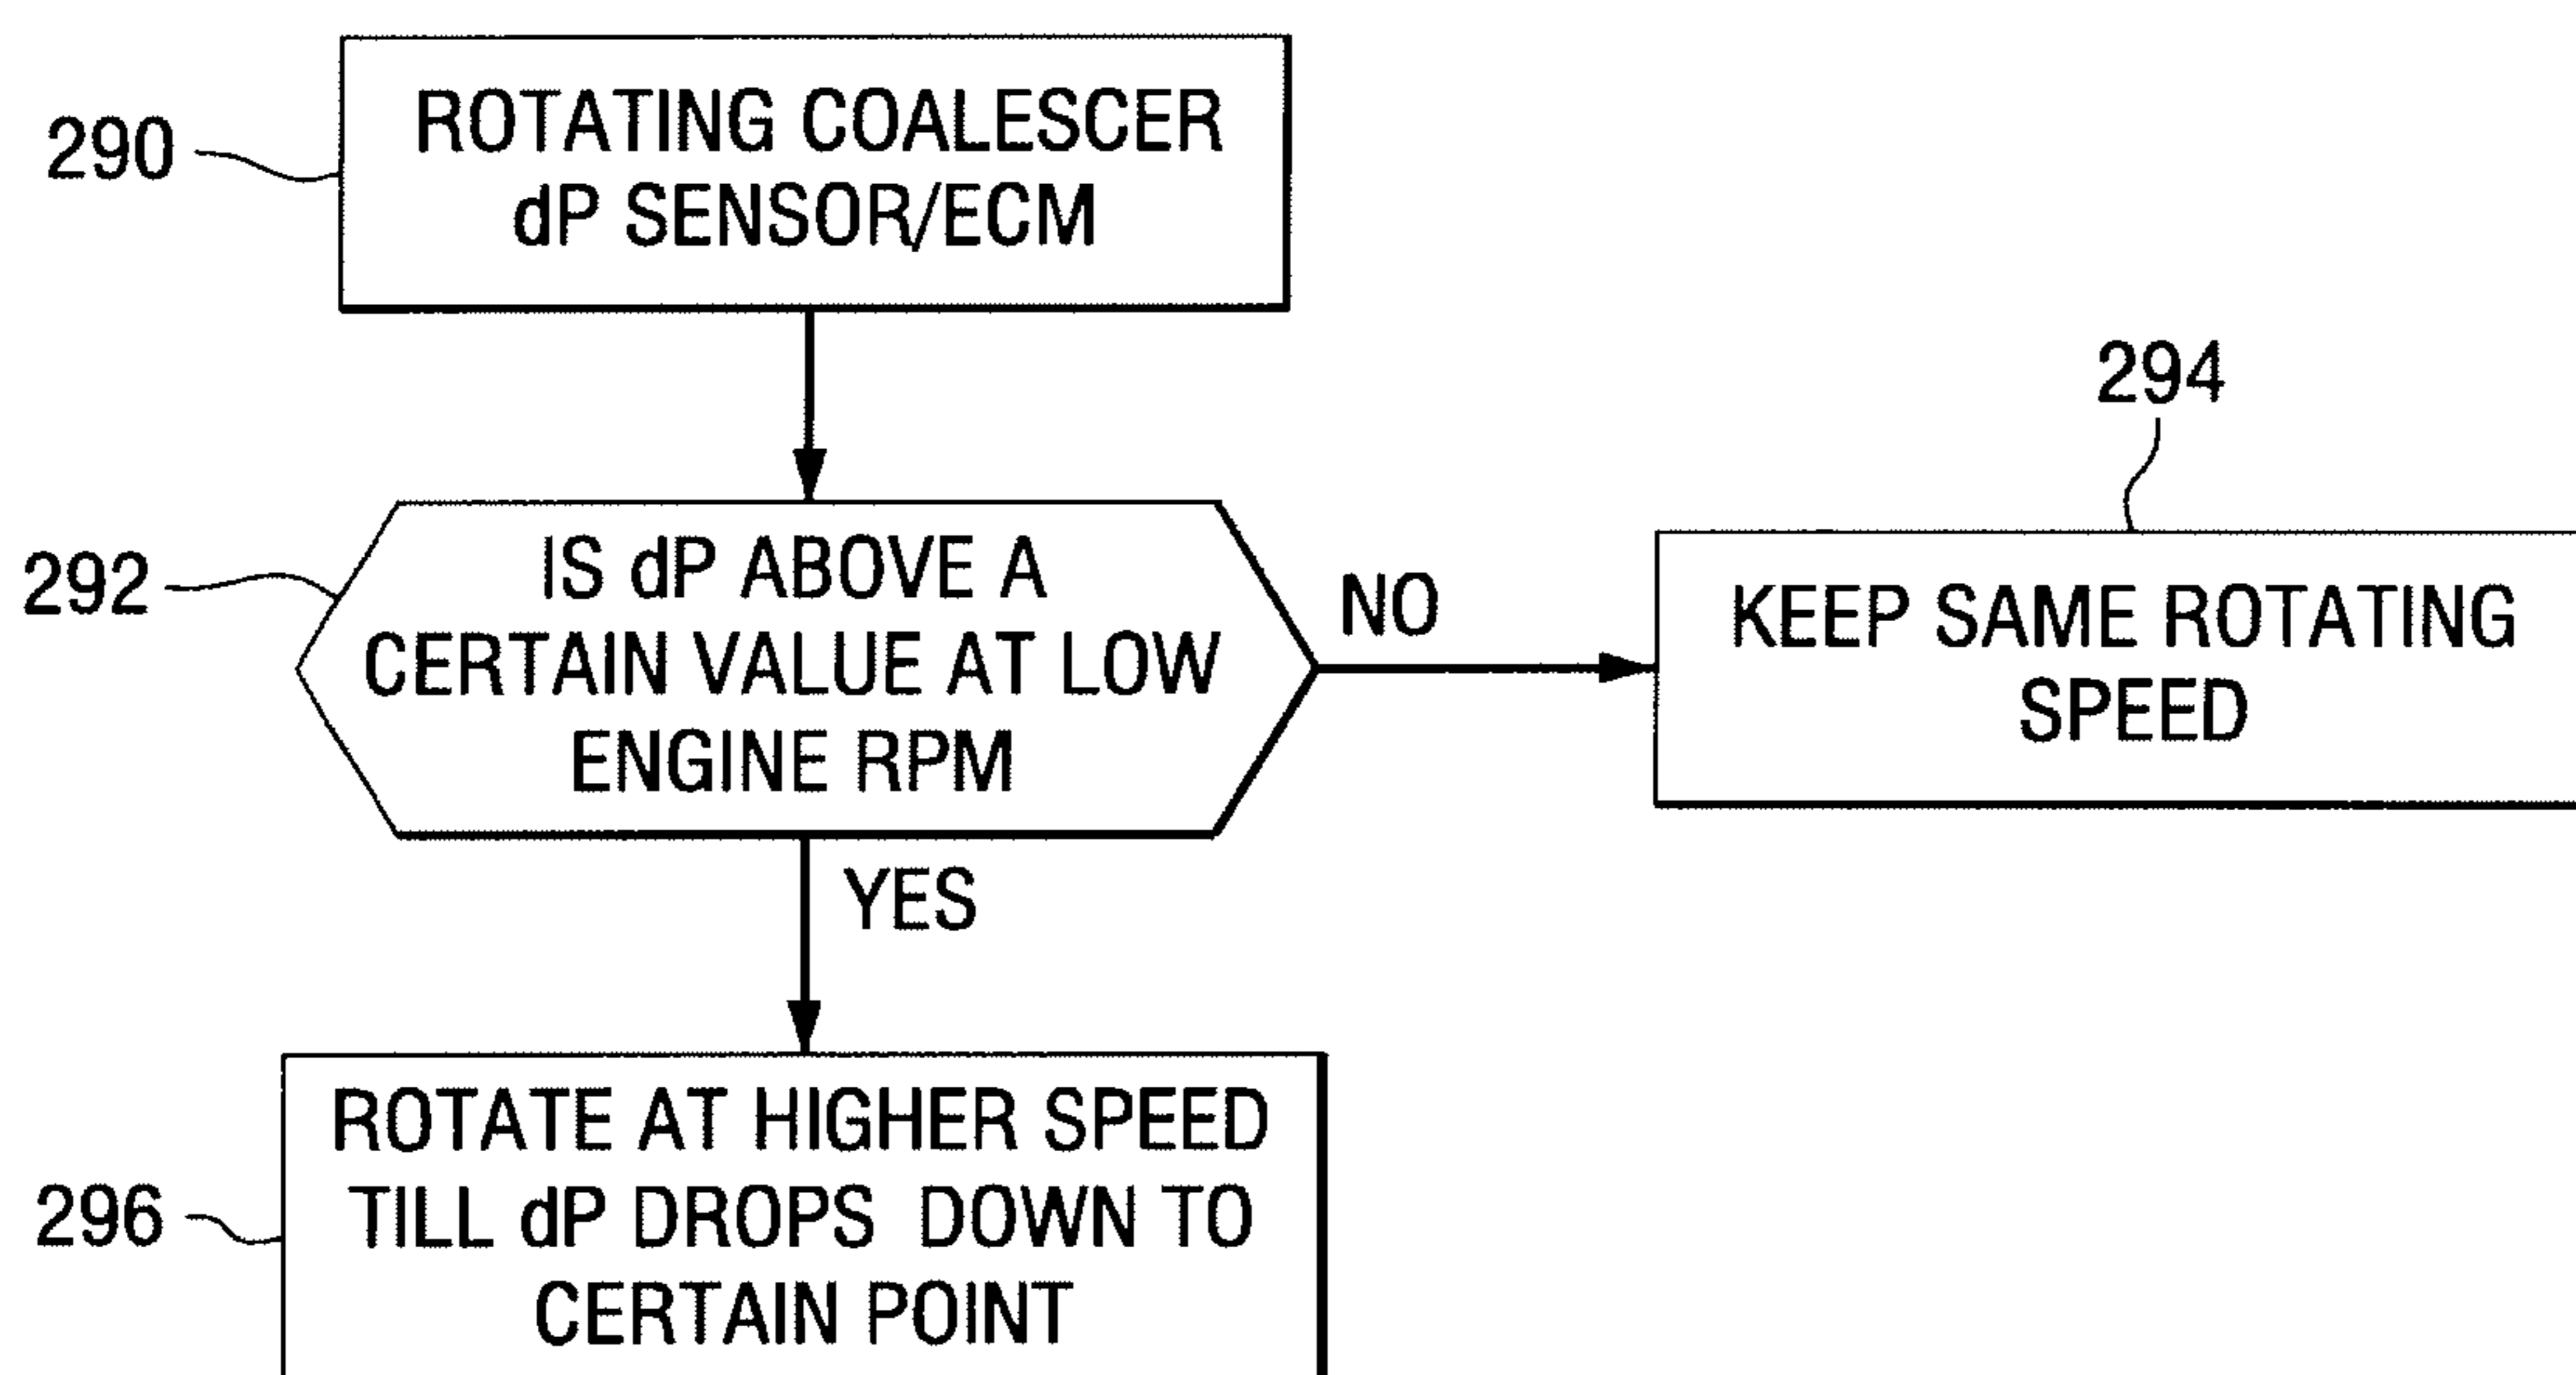 290
ROTATING COALESCER
dP SENSOR/ECM
292
IS dP ABOVE A
CERTAIN VALUE AT LOW
ENGINE RPM
NO
294
KEEP SAME ROTATING
SPEED
YES
296
ROTATE AT HIGHER SPEED
TILL dP DROPS DOWN TO
CERTAIN POINT